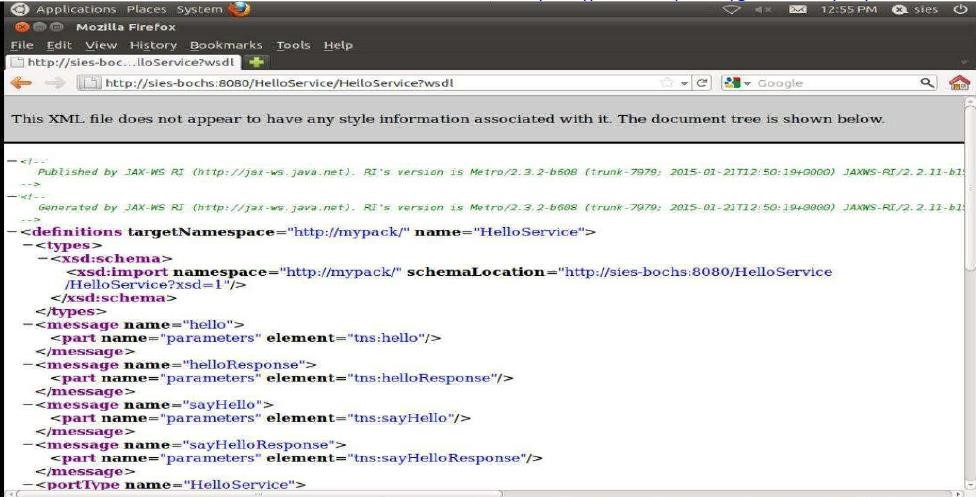 Applications Places System 12:55 PM sies
Mozilla Firefox
File Edit View History Bookmarks Tools Help
http://sies-boc...lloService?wsdl
http://sies-bochs:8080/HelloService/HelloService?wsdl Google
This XML file does not appear to have any style information associated with it. The document tree is shown below.
−<!--
Published by JAX-WS RI (http://jax-ws.java.net). RI's version is Metro/2.3.2-b608 (trunk-7979; 2015-01-21T12:50:19+0000) JAXWS-RI/2.2.11-b15
-->
−<!--
Generated by JAX-WS RI (http://jax-ws.java.net). RI's version is Metro/2.3.2-b608 (trunk-7979; 2015-01-21T12:50:19+0000) JAXWS-RI/2.2.11-b15
-->
−<definitions targetNamespace="http://mypack/" name="HelloService">
−<types>
−<xsd:schema>
<xsd:import namespace="http://mypack/" schemaLocation="http://sies-bochs:8080/HelloService
/HelloService?xsd=1"/>
</xsd:schema>
</types>
−<message name="hello">
<part name="parameters" element="tns:hello"/>
</message>
−<message name="helloResponse">
<part name="parameters" element="tns:helloResponse"/>
</message>
−<message name="sayHello">
<part name="parameters" element="tns:sayHello"/>
</message>
−<message name="sayHelloResponse">
<part name="parameters" element="tns:sayHelloResponse"/>
</message>
−<portType name="HelloService">